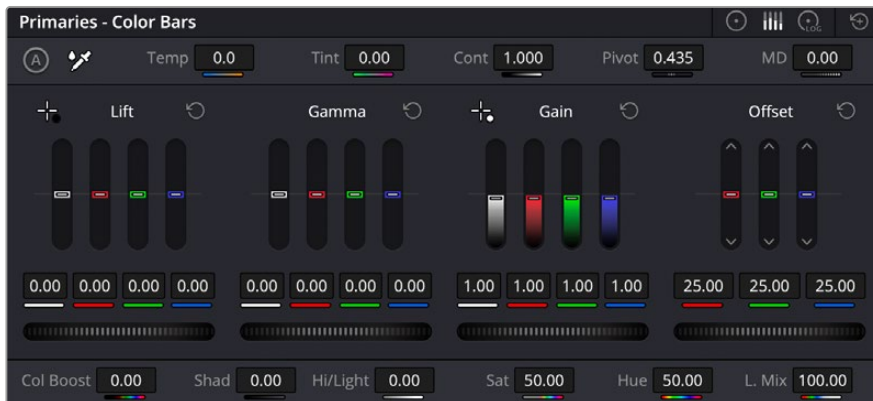 Primaries - Color Bars
LOG
A Temp 0.0 Tint 0.00 Cont 1.000 Pivot 0.435 MD 0.00
Lift Gamma Gain Offset
0.00 0.00 0.00 0.00 0.00 0.00 0.00 0.00 1.00 1.00 1.00 1.00 25.00 25.00 25.00
Col Boost 0.00 Shad 0.00 Hi/Light 0.00 Sat 50.00 Hue 50.00 L. Mix 100.00